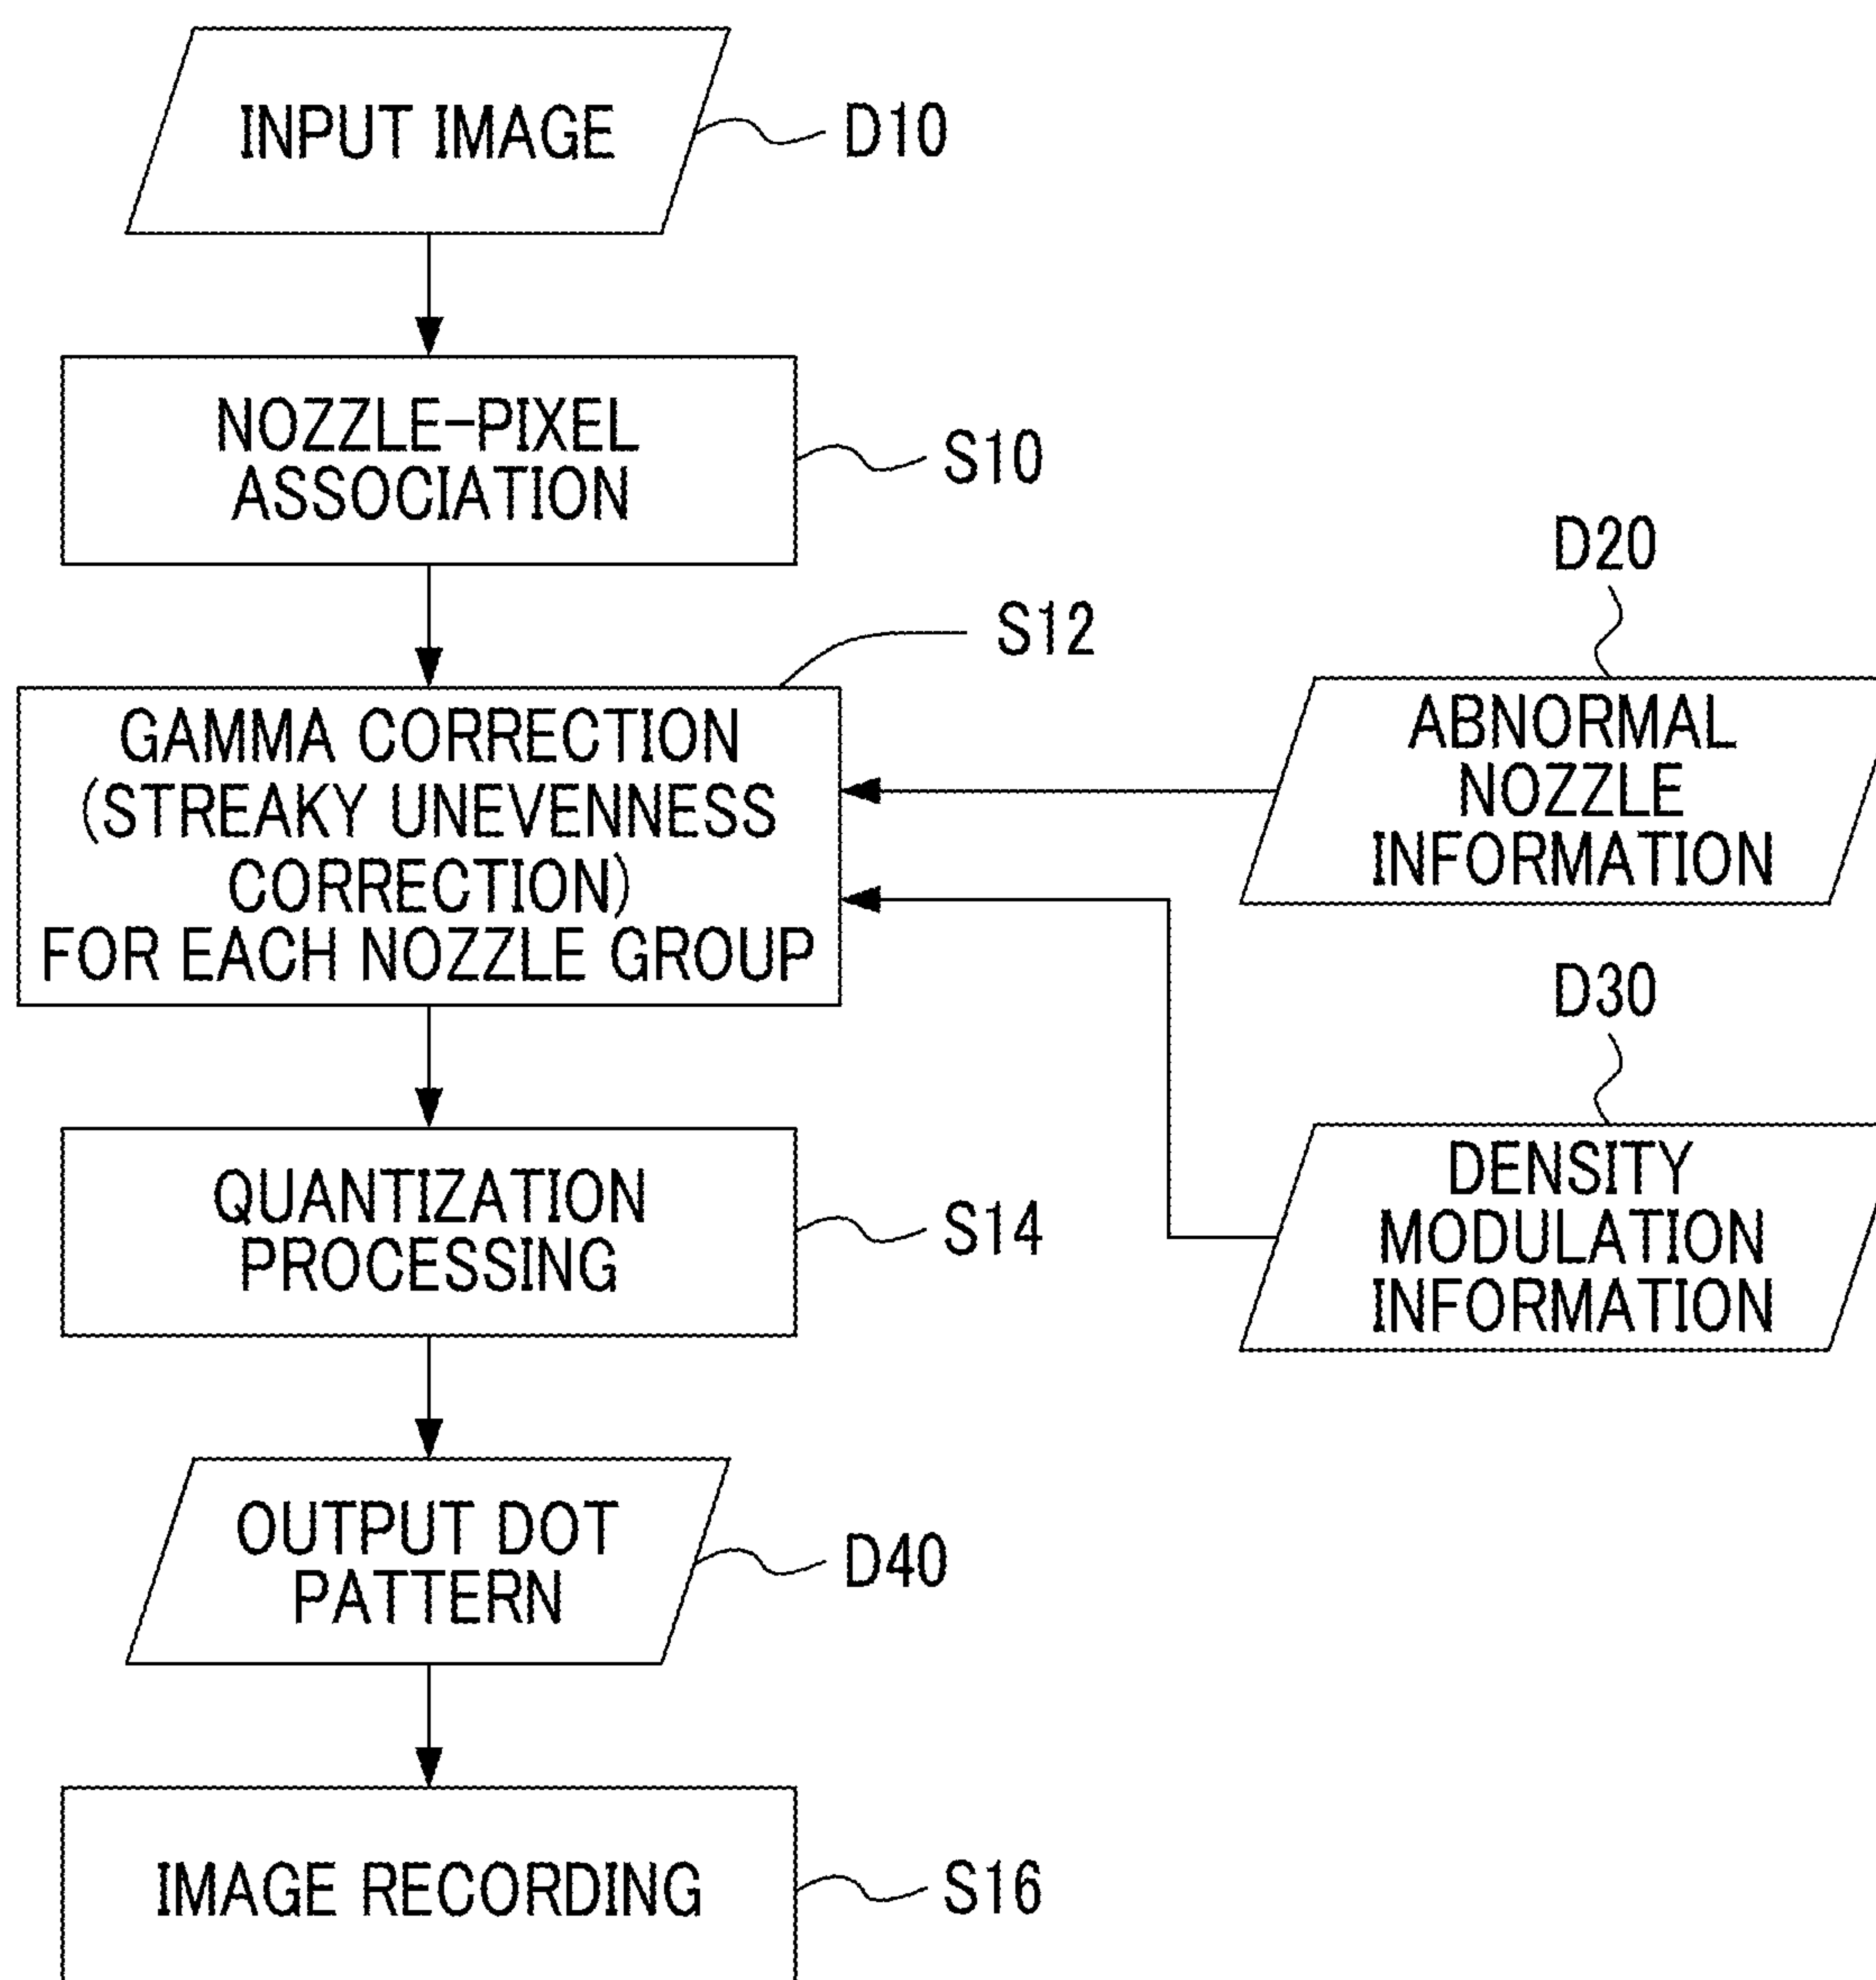 INPUT IMAGE
D10
NOZZLE-PIXEL
ASSOCIATION
S10
S12
GAMMA CORRECTION
(STREAKY UNEVENNESS
CORRECTION)
FOR EACH NOZZLE GROUP
D20
ABNORMAL
NOZZLE
INFORMATION
D30
DENSITY
MODULATION
INFORMATION
QUANTIZATION
PROCESSING
S14
OUTPUT DOT
PATTERN
D40
IMAGE RECORDING
S16